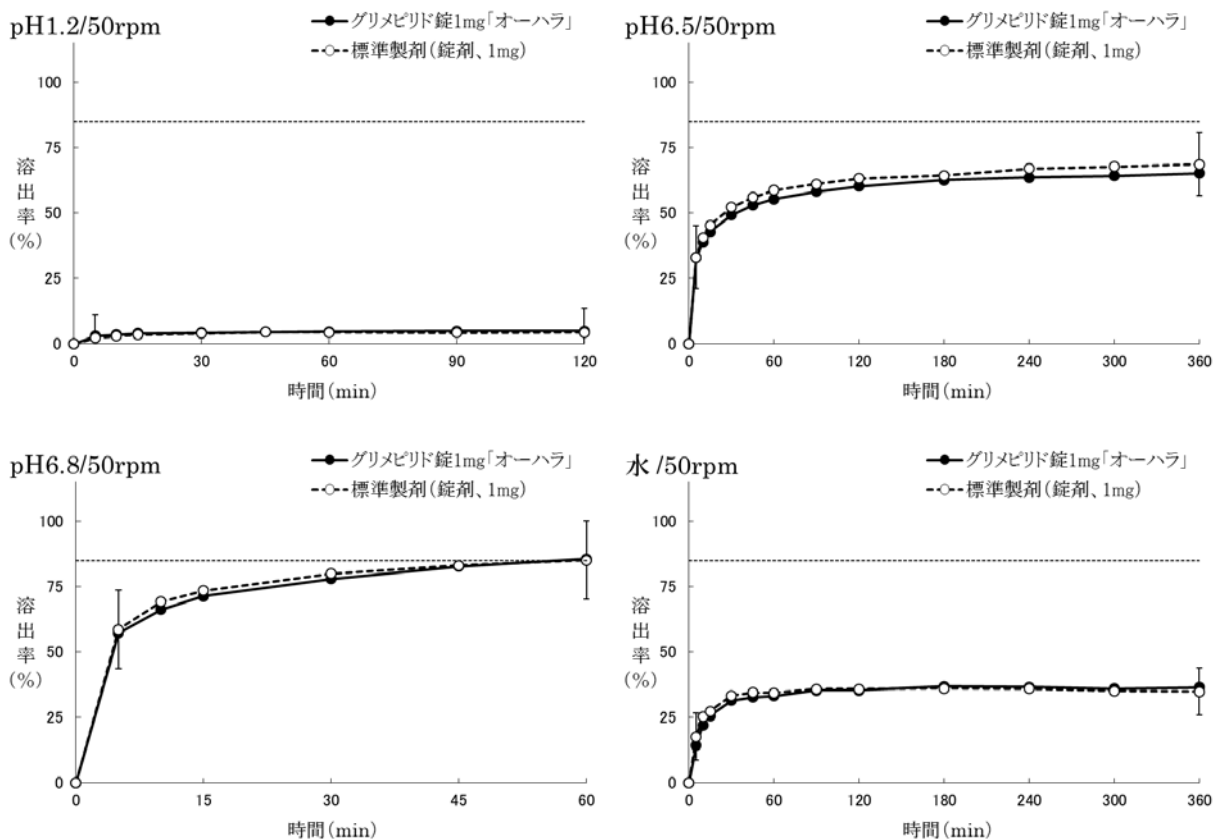 pH1.2/50rpm
グリメピリド錠1mg「オーハラ」
標準製剤(錠剤、1mg)
100
75
50
25
0
溶出率(%)
0 30 60 90 120
時間(min)
pH6.5/50rpm
グリメピリド錠1mg「オーハラ」
標準製剤(錠剤、1mg)
100
75
50
25
0
溶出率(%)
0 60 120 180 240 300 360
時間(min)
pH6.8/50rpm
グリメピリド錠1mg「オーハラ」
標準製剤(錠剤、1mg)
100
75
50
25
0
溶出率(%)
0 15 30 45 60
時間(min)
水 /50rpm
グリメピリド錠1mg「オーハラ」
標準製剤(錠剤、1mg)
100
75
50
25
0
溶出率(%)
0 60 120 180 240 300 360
時間(min)